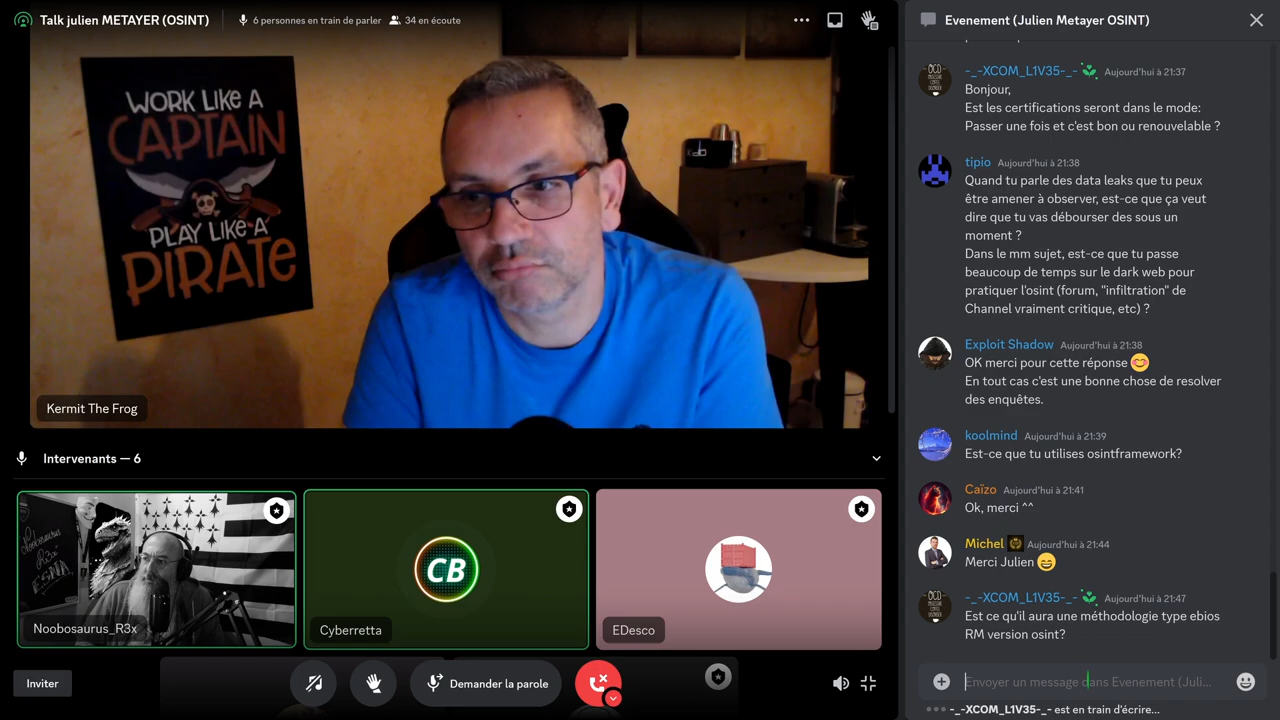 Talk julien METAYER (OSINT)
6 personnes en train de parler
34 en écoute
WORK LIKE A
CAPTAIN
PLAY LIKE A
PIRATE
Kermit The Frog
Intervenants — 6
Noobosaurus_R3x
CB
Cyberretta
EDesco
Inviter
Demander la parole
Evenement (Julien Metayer OSINT)
-_-XCOM_L1V35-_- Aujourd'hui à 21:37
Bonjour,
Est les certifications seront dans le mode:
Passer une fois et c'est bon ou renouvelable ?
tipio Aujourd'hui à 21:38
Quand tu parle des data leaks que tu peux
être amener à observer, est-ce que ça veut
dire que tu vas débourser des sous un
moment ?
Dans le mm sujet, est-ce que tu passe
beaucoup de temps sur le dark web pour
pratiquer l'osint (forum, "infiltration" de
Channel vraiment critique, etc) ?
Exploit Shadow Aujourd'hui à 21:38
OK merci pour cette réponse 😊
En tout cas c'est une bonne chose de resolver
des enquêtes.
koolmind Aujourd'hui à 21:39
Est-ce que tu utilises osintframework?
Caïzo Aujourd'hui à 21:41
Ok, merci ^^
Michel Aujourd'hui à 21:44
Merci Julien 😄
-_-XCOM_L1V35-_- Aujourd'hui à 21:47
Est ce qu'il aura une méthodologie type ebios
RM version osint?
Envoyer un message dans Evenement (Juli...
-_-XCOM_L1V35-_- est en train d'écrire...